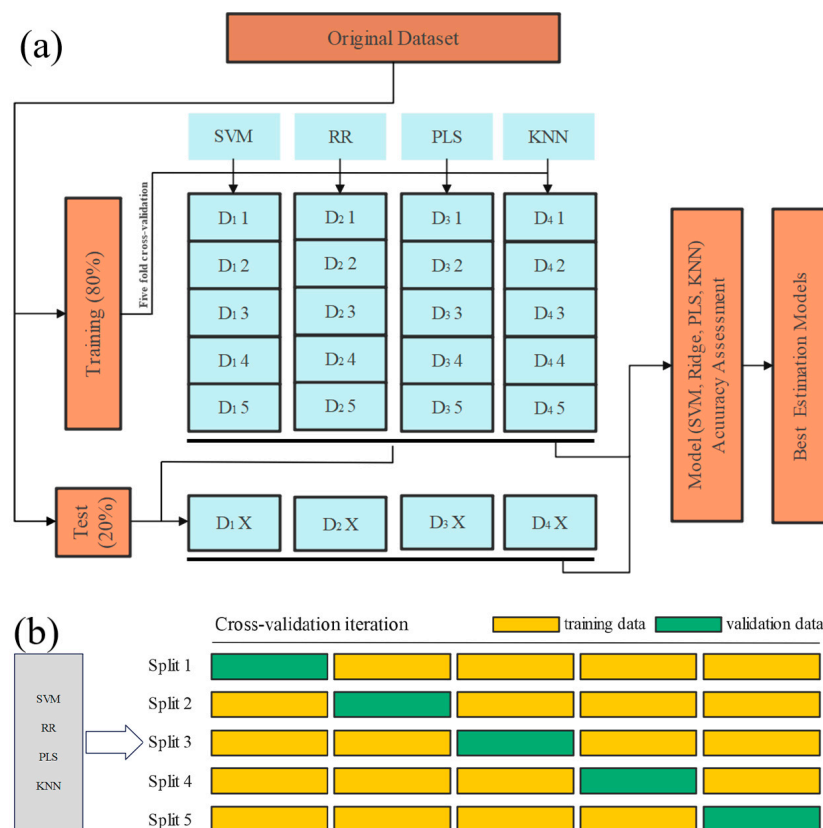 (a)
Original Dataset
SVM RR PLS KNN
Training (80%)
Five fold cross-validation
D₁ 1 D₂ 1 D₃ 1 D₄ 1
D₁ 2 D₂ 2 D₃ 2 D₄ 2
D₁ 3 D₂ 3 D₃ 3 D₄ 3
D₁ 4 D₂ 4 D₃ 4 D₄ 4
D₁ 5 D₂ 5 D₃ 5 D₄ 5
Test
(20%)
D₁ X D₂ X D₃ X D₄ X
Model (SVM, Ridge, PLS, KNN)
Acuuracy Assessment
Best Estimation Models
(b)
Cross-validation iteration training data validation data
SVM
RR
PLS
KNN
Split 1
Split 2
Split 3
Split 4
Split 5